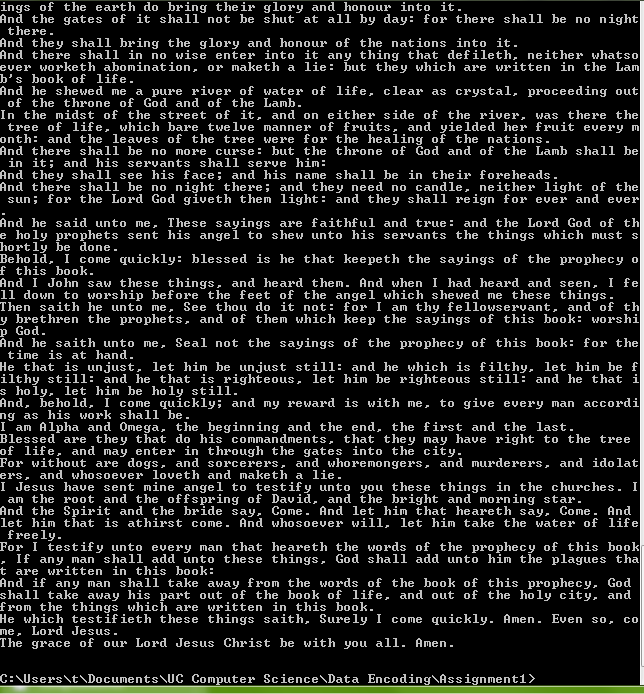 ings of the earth do bring their glory and honour into it.
And the gates of it shall not be shut at all by day: for there shall be no night
 there.
And they shall bring the glory and honour of the nations into it.
And there shall in no wise enter into it any thing that defileth, neither whatso
ever worketh abomination, or maketh a lie: but they which are written in the Lam
b's book of life.
And he shewed me a pure river of water of life, clear as crystal, proceeding out
 of the throne of God and of the Lamb.
In the midst of the street of it, and on either side of the river, was there the
 tree of life, which bare twelve manner of fruits, and yielded her fruit every m
onth: and the leaves of the tree were for the healing of the nations.
And there shall be no more curse: but the throne of God and of the Lamb shall be
 in it; and his servants shall serve him:
And they shall see his face; and his name shall be in their foreheads.
And there shall be no night there; and they need no candle, neither light of the
 sun; for the Lord God giveth them light: and they shall reign for ever and ever
.
And he said unto me, These sayings are faithful and true: and the Lord God of th
e holy prophets sent his angel to shew unto his servants the things which must s
hortly be done.
Behold, I come quickly: blessed is he that keepeth the sayings of the prophecy o
f this book.
And I John saw these things, and heard them. And when I had heard and seen, I fe
ll down to worship before the feet of the angel which shewed me these things.
Then saith he unto me, See thou do it not: for I am thy fellowservant, and of th
y brethren the prophets, and of them which keep the sayings of this book: worshi
p God.
And he saith unto me, Seal not the sayings of the prophecy of this book: for the
 time is at hand.
He that is unjust, let him be unjust still: and he which is filthy, let him be f
ilthy still: and he that is righteous, let him be righteous still: and he that i
s holy, let him be holy still.
And, behold, I come quickly; and my reward is with me, to give every man accordi
ng as his work shall be.
I am Alpha and Omega, the beginning and the end, the first and the last.
Blessed are they that do his commandments, that they may have right to the tree
of life, and may enter in through the gates into the city.
For without are dogs, and sorcerers, and whoremongers, and murderers, and idolat
ers, and whosoever loveth and maketh a lie.
I Jesus have sent mine angel to testify unto you these things in the churches. I
 am the root and the offspring of David, and the bright and morning star.
And the Spirit and the bride say, Come. And let him that heareth say, Come. And
let him that is athirst come. And whosoever will, let him take the water of life
 freely.
For I testify unto every man that heareth the words of the prophecy of this book
, If any man shall add unto these things, God shall add unto him the plagues tha
t are written in this book:
And if any man shall take away from the words of the book of this prophecy, God
shall take away his part out of the book of life, and out of the holy city, and
from the things which are written in this book.
He which testifieth these things saith, Surely I come quickly. Amen. Even so, co
me, Lord Jesus.
The grace of our Lord Jesus Christ be with you all. Amen.
C:\Users\t\Documents\UC Computer Science\Data Encoding\Assignment1>